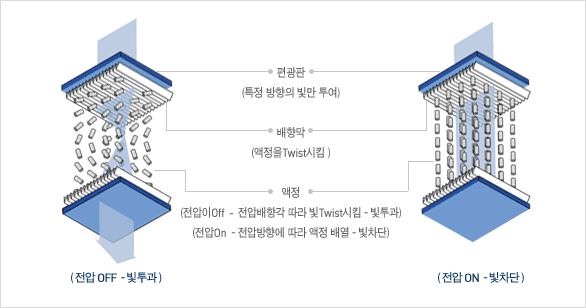 편광판
(특정 방향의 빛만 투여)
배향막
(액정을Twist시킴 )
액정
(전압이Off - 전압배향각 따라 빛Twist시킴 - 빛투과)
(전압On - 전압방향에 따라 액정 배열 - 빛차단)
( 전압 OFF - 빛투과 )
( 전압 ON - 빛차단 )